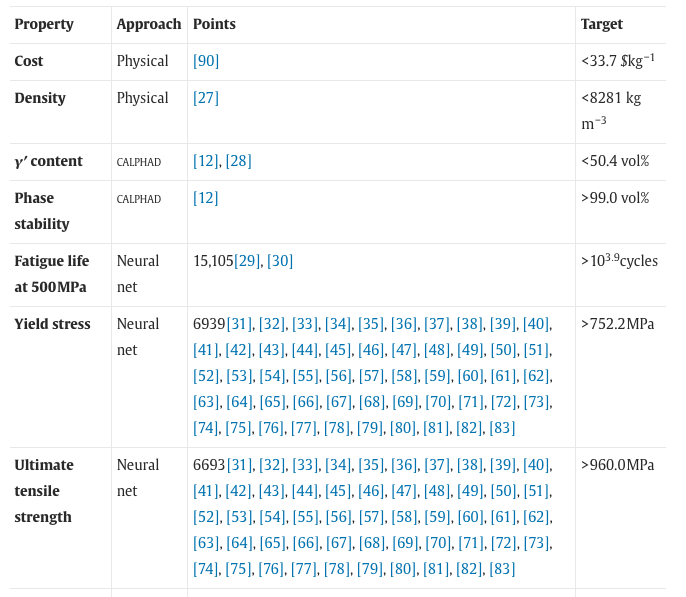 Property Approach Points Target
Cost Physical [90] <33.7 $kg⁻¹
Density Physical [27] <8281 kg
m⁻³
γ′ content CALPHAD [12], [28] <50.4 vol%
Phase CALPHAD [12] >99.0 vol%
stability
Fatigue life Neural 15,105[29], [30] >10³·⁹cycles
at 500MPa net
Yield stress Neural 6939[31], [32], [33], [34], [35], [36], [37], [38], [39], [40], >752.2MPa
net [41], [42], [43], [44], [45], [46], [47], [48], [49], [50], [51],
[52], [53], [54], [55], [56], [57], [58], [59], [60], [61], [62],
[63], [64], [65], [66], [67], [68], [69], [70], [71], [72], [73],
[74], [75], [76], [77], [78], [79], [80], [81], [82], [83]
Ultimate Neural 6693[31], [32], [33], [34], [35], [36], [37], [38], [39], [40], >960.0MPa
tensile net [41], [42], [43], [44], [45], [46], [47], [48], [49], [50], [51],
strength [52], [53], [54], [55], [56], [57], [58], [59], [60], [61], [62],
[63], [64], [65], [66], [67], [68], [69], [70], [71], [72], [73],
[74], [75], [76], [77], [78], [79], [80], [81], [82], [83]